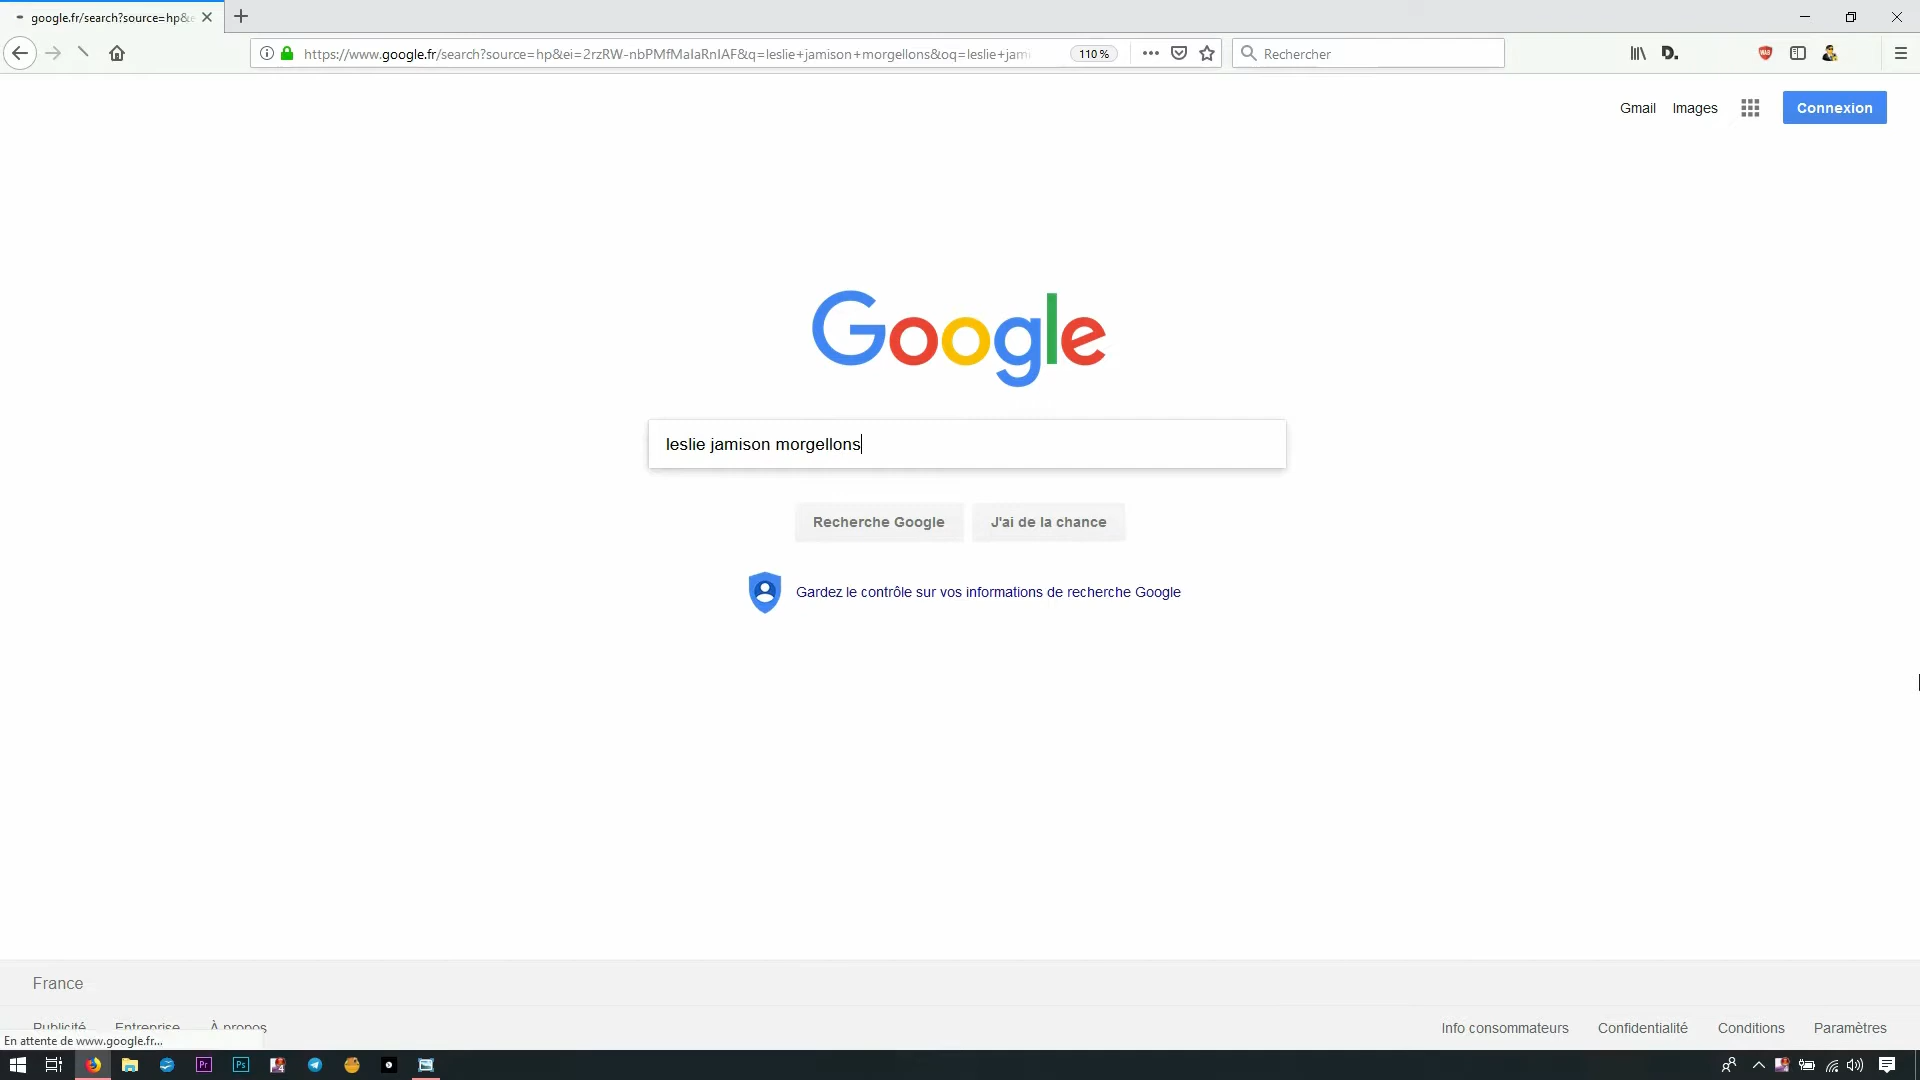 google.fr/search?source=hp&e
https://www.google.fr/search?source=hp&ei=2rzRW-nbPMfMaIaRnIAF&q=leslie+jamison+morgellons&oq=leslie+jam
110 %
Rechercher
Gmail
Images
Connexion
Google
leslie jamison morgellons
Recherche Google
J'ai de la chance
Gardez le contrôle sur vos informations de recherche Google
France
Publicité
Entreprise
À propos
Info consommateurs
Confidentialité
Conditions
Paramètres
En attente de www.google.fr...
Pr
Ps